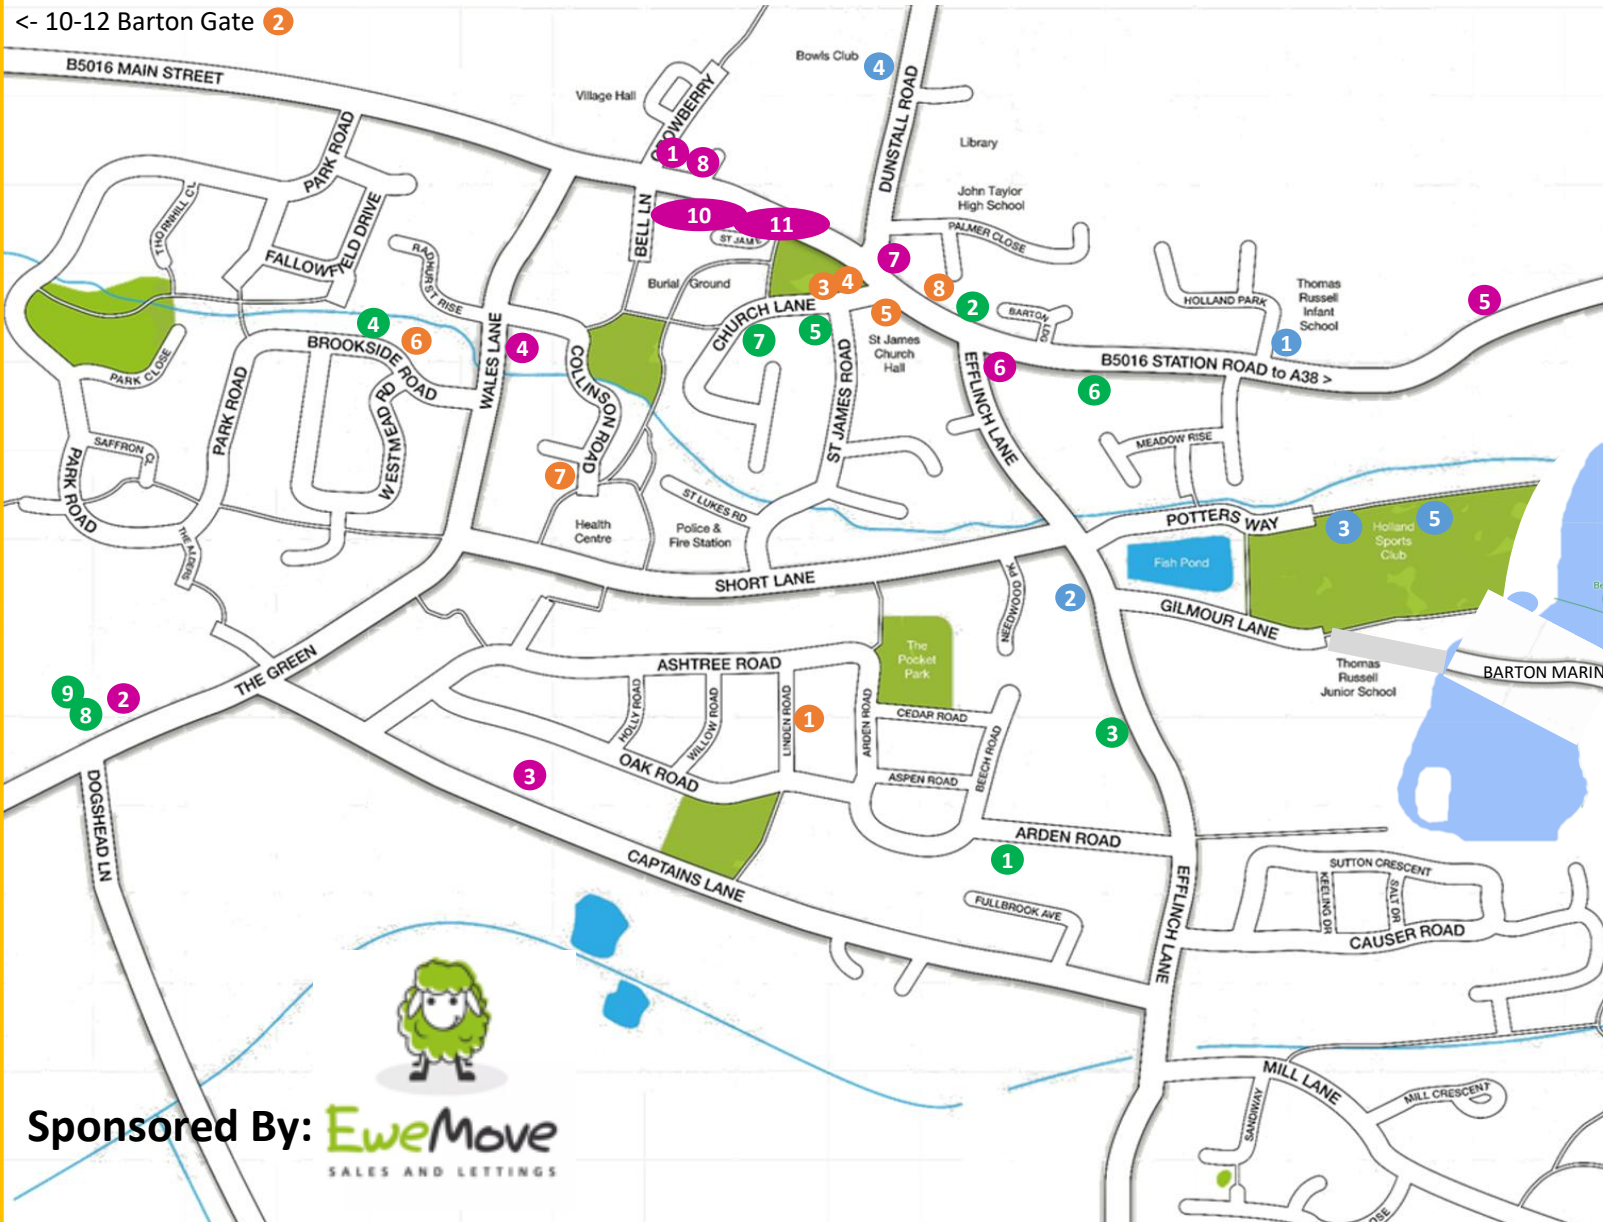 <- 10-12 Barton Gate 2
B5016 MAIN STREET
Bowls Club
4
Village Hall
DUNSTALL ROAD
Library
PARK ROAD
1
8
John Taylor
High School
PALMER CLOSE
THORNHILL CL
FIELD DRIVE
FALLOW
BELL LN
10
11
ST JAM
RADHURST RISE
Burial Ground
7
3
4
8
2
5
CHURCH LANE
7
5
BARTON LDG
HOLLAND PARK
Thomas
Russell
Infant
School
5
1
4
6
BROOKSIDE ROAD
PARK CLOSE
WALES LANE
4
COLLINSON ROAD
ST JAMES ROAD
St James
Church
Hall
6
EFFLINCH LANE
B5016 STATION ROAD to A38 >
6
MEADOW RISE
PARK ROAD
WESTMEAD RD
SAFFRON CL
PARK ROAD
THE ALDERS
7
Health
Centre
ST LUKES RD
Police &
Fire Station
POTTERS WAY
3
5
Holland
Sports
Club
Fish Pond
SHORT LANE
NEEDWOOD PK
2
GILMOUR LANE
Be
The
Pocket
Park
Thomas
Russell
Junior School
BARTON MARIN
THE GREEN
9
8
2
ASHTREE ROAD
HOLLY ROAD
WILLOW ROAD
LINDEN ROAD
1
ARDEN ROAD
CEDAR ROAD
BEECH ROAD
ASPEN ROAD
3
OAK ROAD
3
DOGSHEAD LN
ARDEN ROAD
1
CAPTAINS LANE
FULLBROOK AVE
EFFLINCH LANE
SUTTON CRESCENT
KEELING DR
SALT DR
CAUSER ROAD
MILL LANE
MILL CRESCENT
SANDIWAY
OSE
Sponsored By:
EweMove
SALES AND LETTINGS